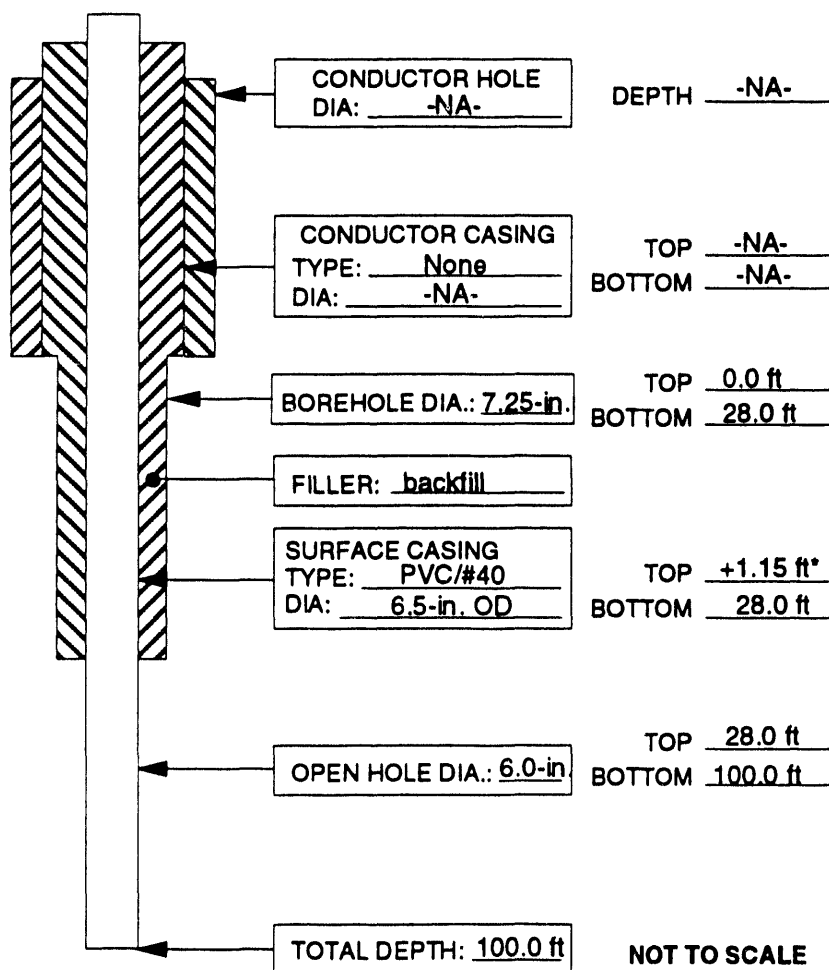 CONDUCTOR HOLE
DIA: -NA-
DEPTH -NA-
CONDUCTOR CASING
TYPE: None
DIA: -NA-
TOP -NA-
BOTTOM -NA-
BOREHOLE DIA.: 7.25-in.
TOP 0.0 ft
BOTTOM 28.0 ft
FILLER: backfill
SURFACE CASING
TYPE: PVC/#40
DIA: 6.5-in. OD
TOP +1.15 ft*
BOTTOM 28.0 ft
OPEN HOLE DIA.: 6.0-in.
TOP 28.0 ft
BOTTOM 100.0 ft
TOTAL DEPTH: 100.0 ft
NOT TO SCALE